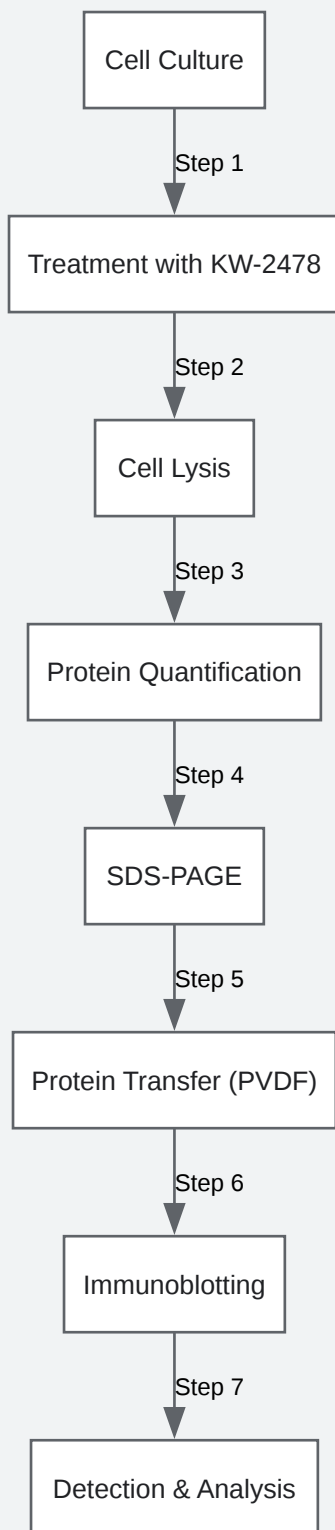 Cell Culture
Step 1
Treatment with KW-2478
Step 2
Cell Lysis
Step 3
Protein Quantification
Step 4
SDS-PAGE
Step 5
Protein Transfer (PVDF)
Step 6
Immunoblotting
Step 7
Detection & Analysis